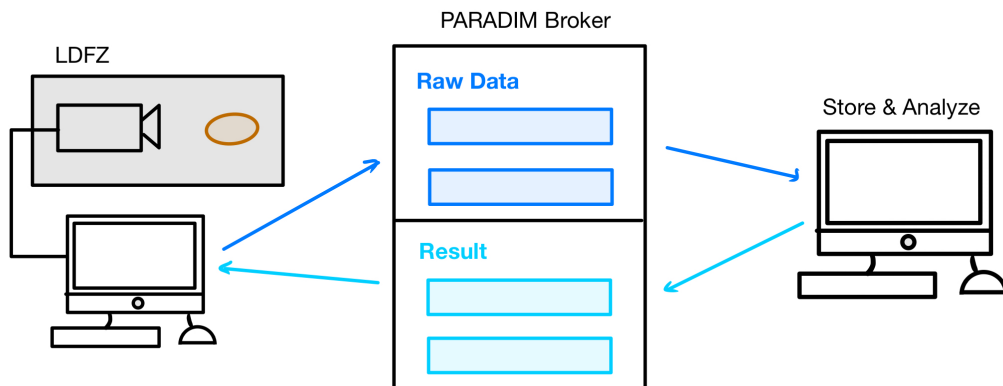 PARADIM Broker
LDFZ
Raw Data
Store & Analyze
Result